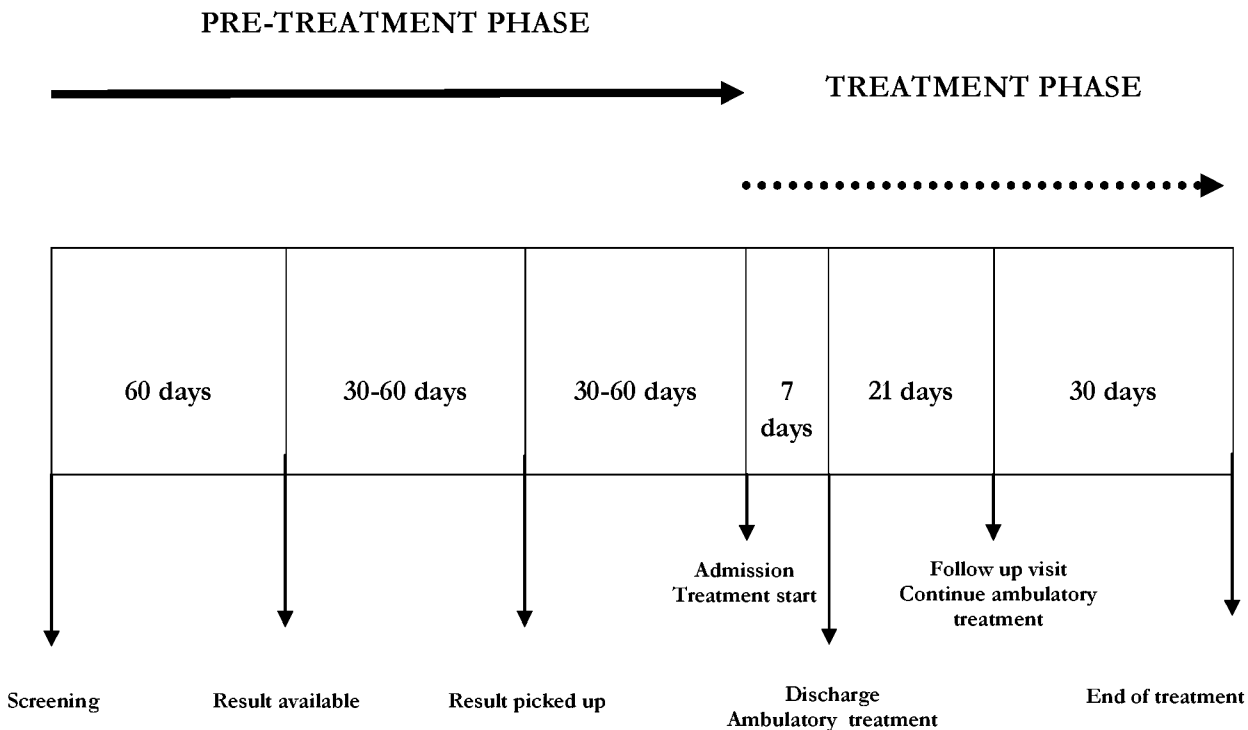 PRE-TREATMENT PHASE
TREATMENT PHASE
60 days
30-60 days
30-60 days
7
days
21 days
30 days
Admission
Treatment start
Follow up visit
Continue ambulatory
treatment
Screening
Result available
Result picked up
Discharge
Ambulatory treatment
End of treatment